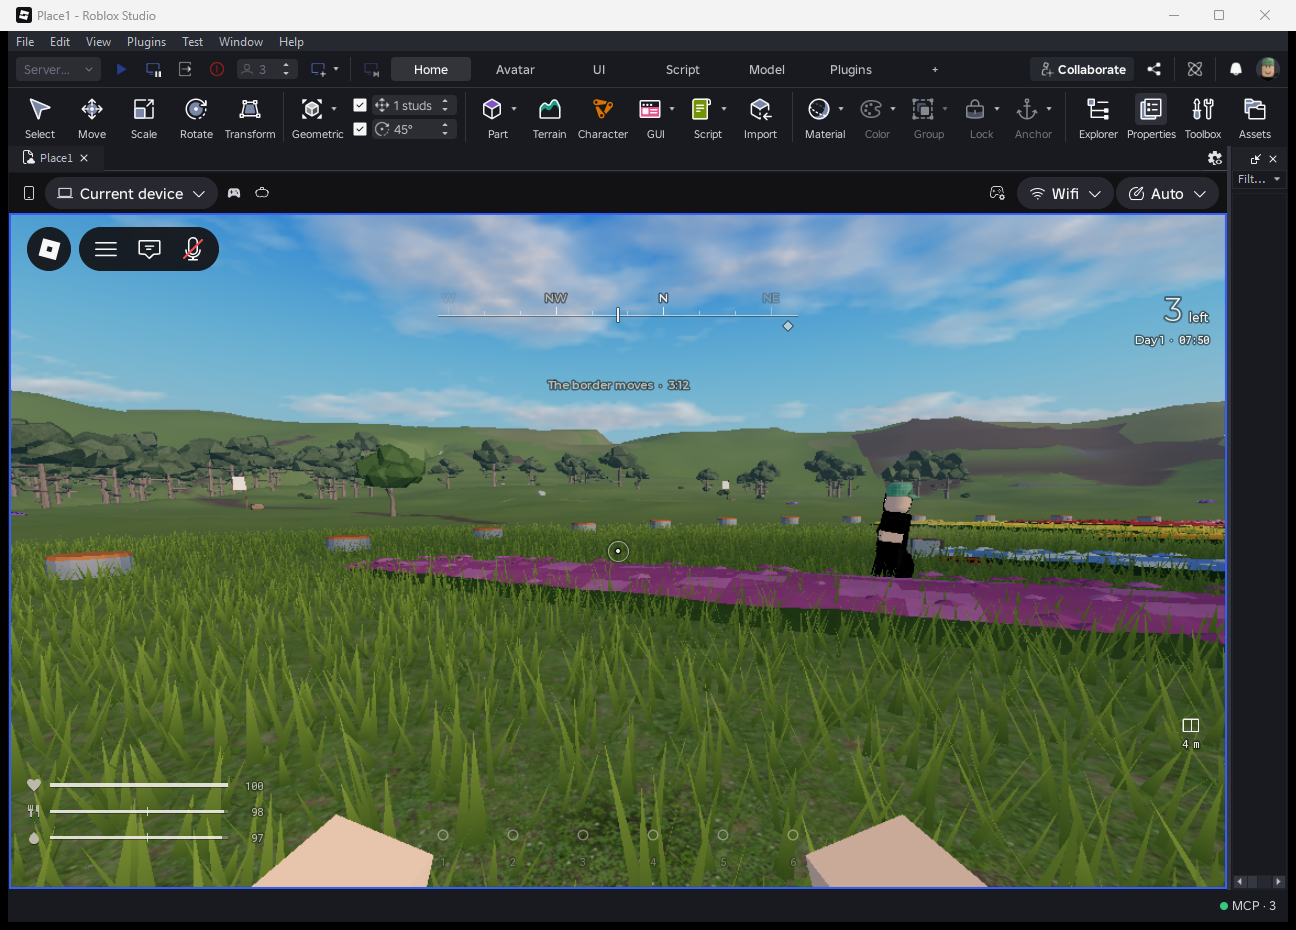 Place1 - Roblox Studio
File Edit View Plugins Test Window Help
Server... 3 Home Avatar UI Script Model Plugins + Collaborate
1 studs
45°
Select Move Scale Rotate Transform Geometric Part Terrain Character GUI Script Import Material Color Group Lock Anchor Explorer Properties Toolbox Assets
Place1
Filt...
Current device Wifi Auto
W NW N NE
3 left
Day 1 · 07:50
The border moves · 3:12
4 m
100
98
97
1 2 3 4 5 6
MCP · 3